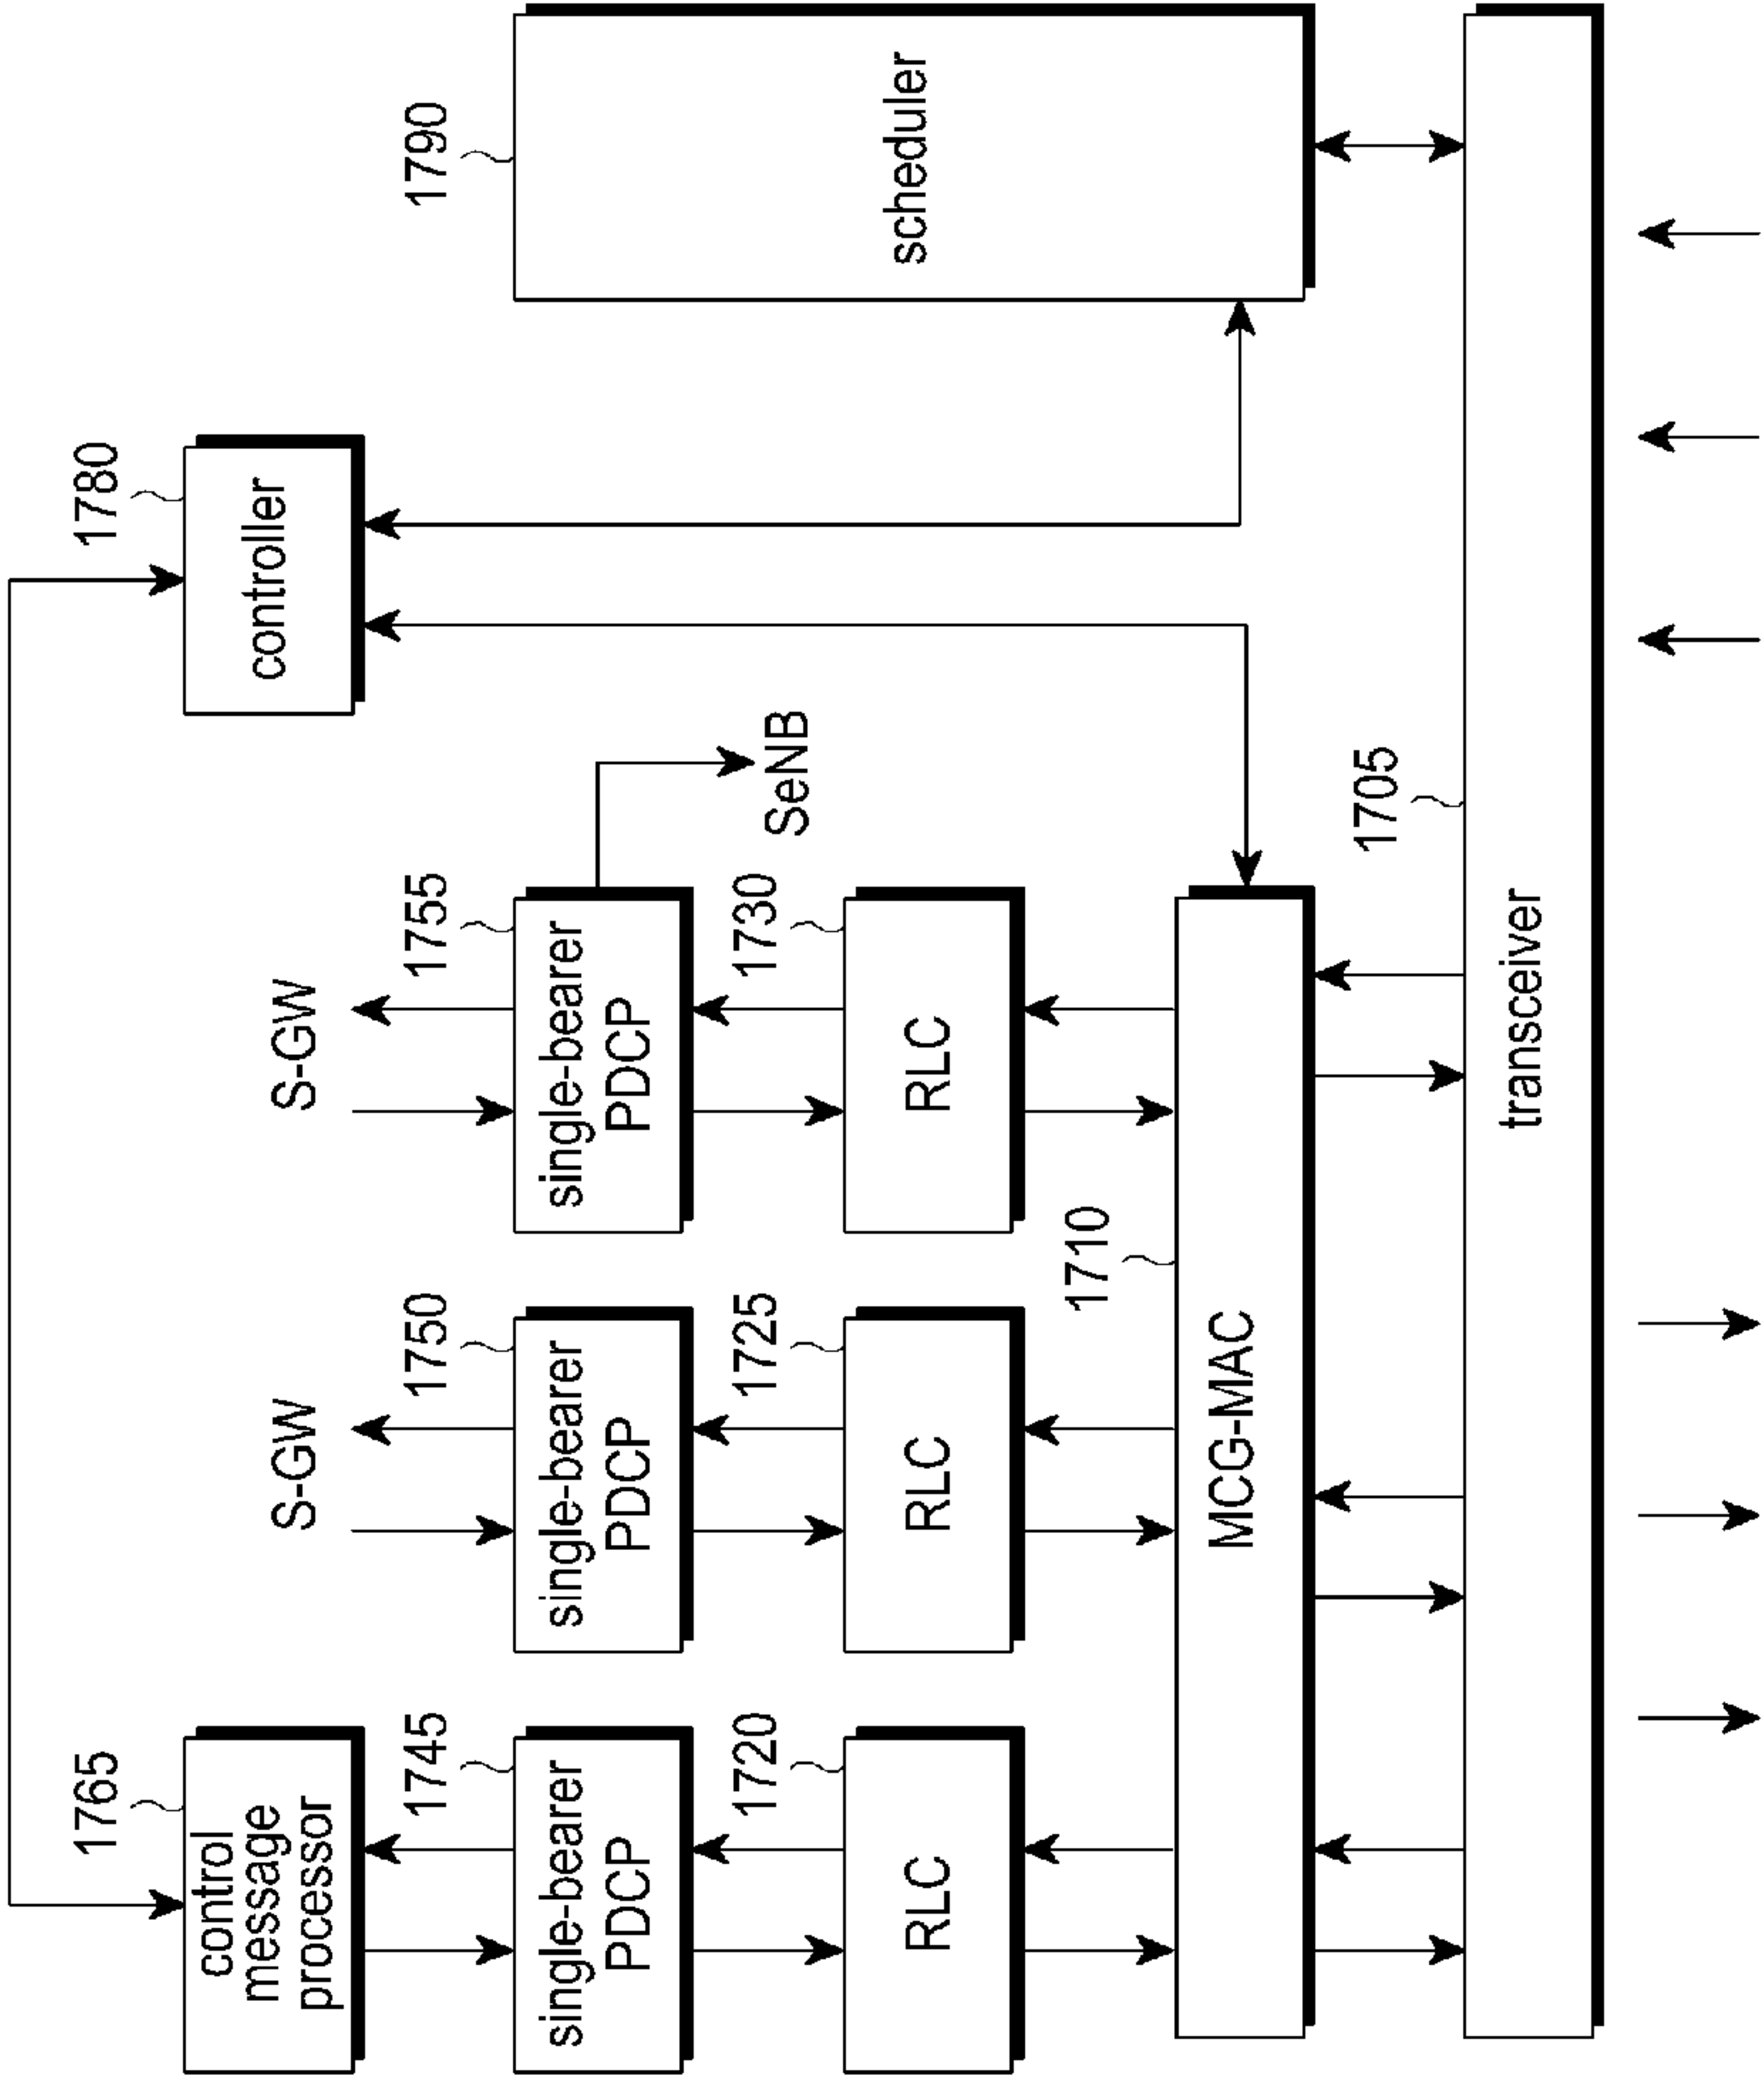 1765
control
message
processor
1780
controller
S-GW
S-GW
1745
single-bearer
PDCP
1750
single-bearer
PDCP
1755
single-bearer
PDCP
SeNB
1790
scheduler
1720
RLC
1725
RLC
1730
RLC
1710
MCG-MAC
1705
transceiver